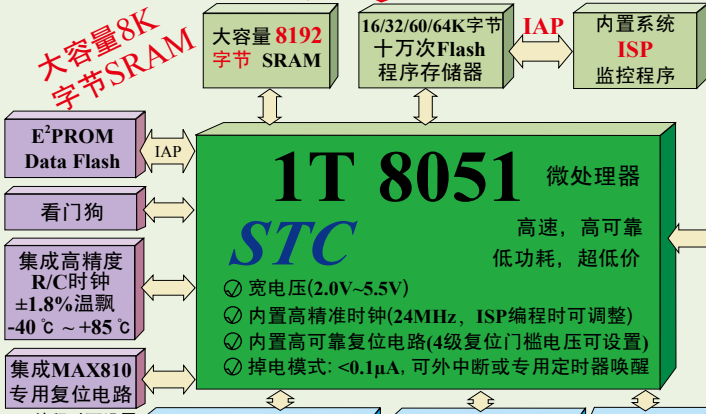 大容量8K
字节SRAM
大容量 8192
字节 SRAM
16/32/60/64K字节
十万次Flash
程序存储器
IAP
内置系统
ISP
监控程序
E²PROM
Data Flash
IAP
看门狗
集成高精度
R/C时钟
±1.8%温飘
-40℃～+85℃
集成MAX810
专用复位电路
1T 8051 微处理器
STC
高速，高可靠
低功耗，超低价
宽电压(2.0V~5.5V)
内置高精准时钟(24MHz，ISP编程时可调整)
内置高可靠复位电路(4级复位门槛电压可设置)
掉电模式: <0.1μA, 可外中断或专用定时器唤醒